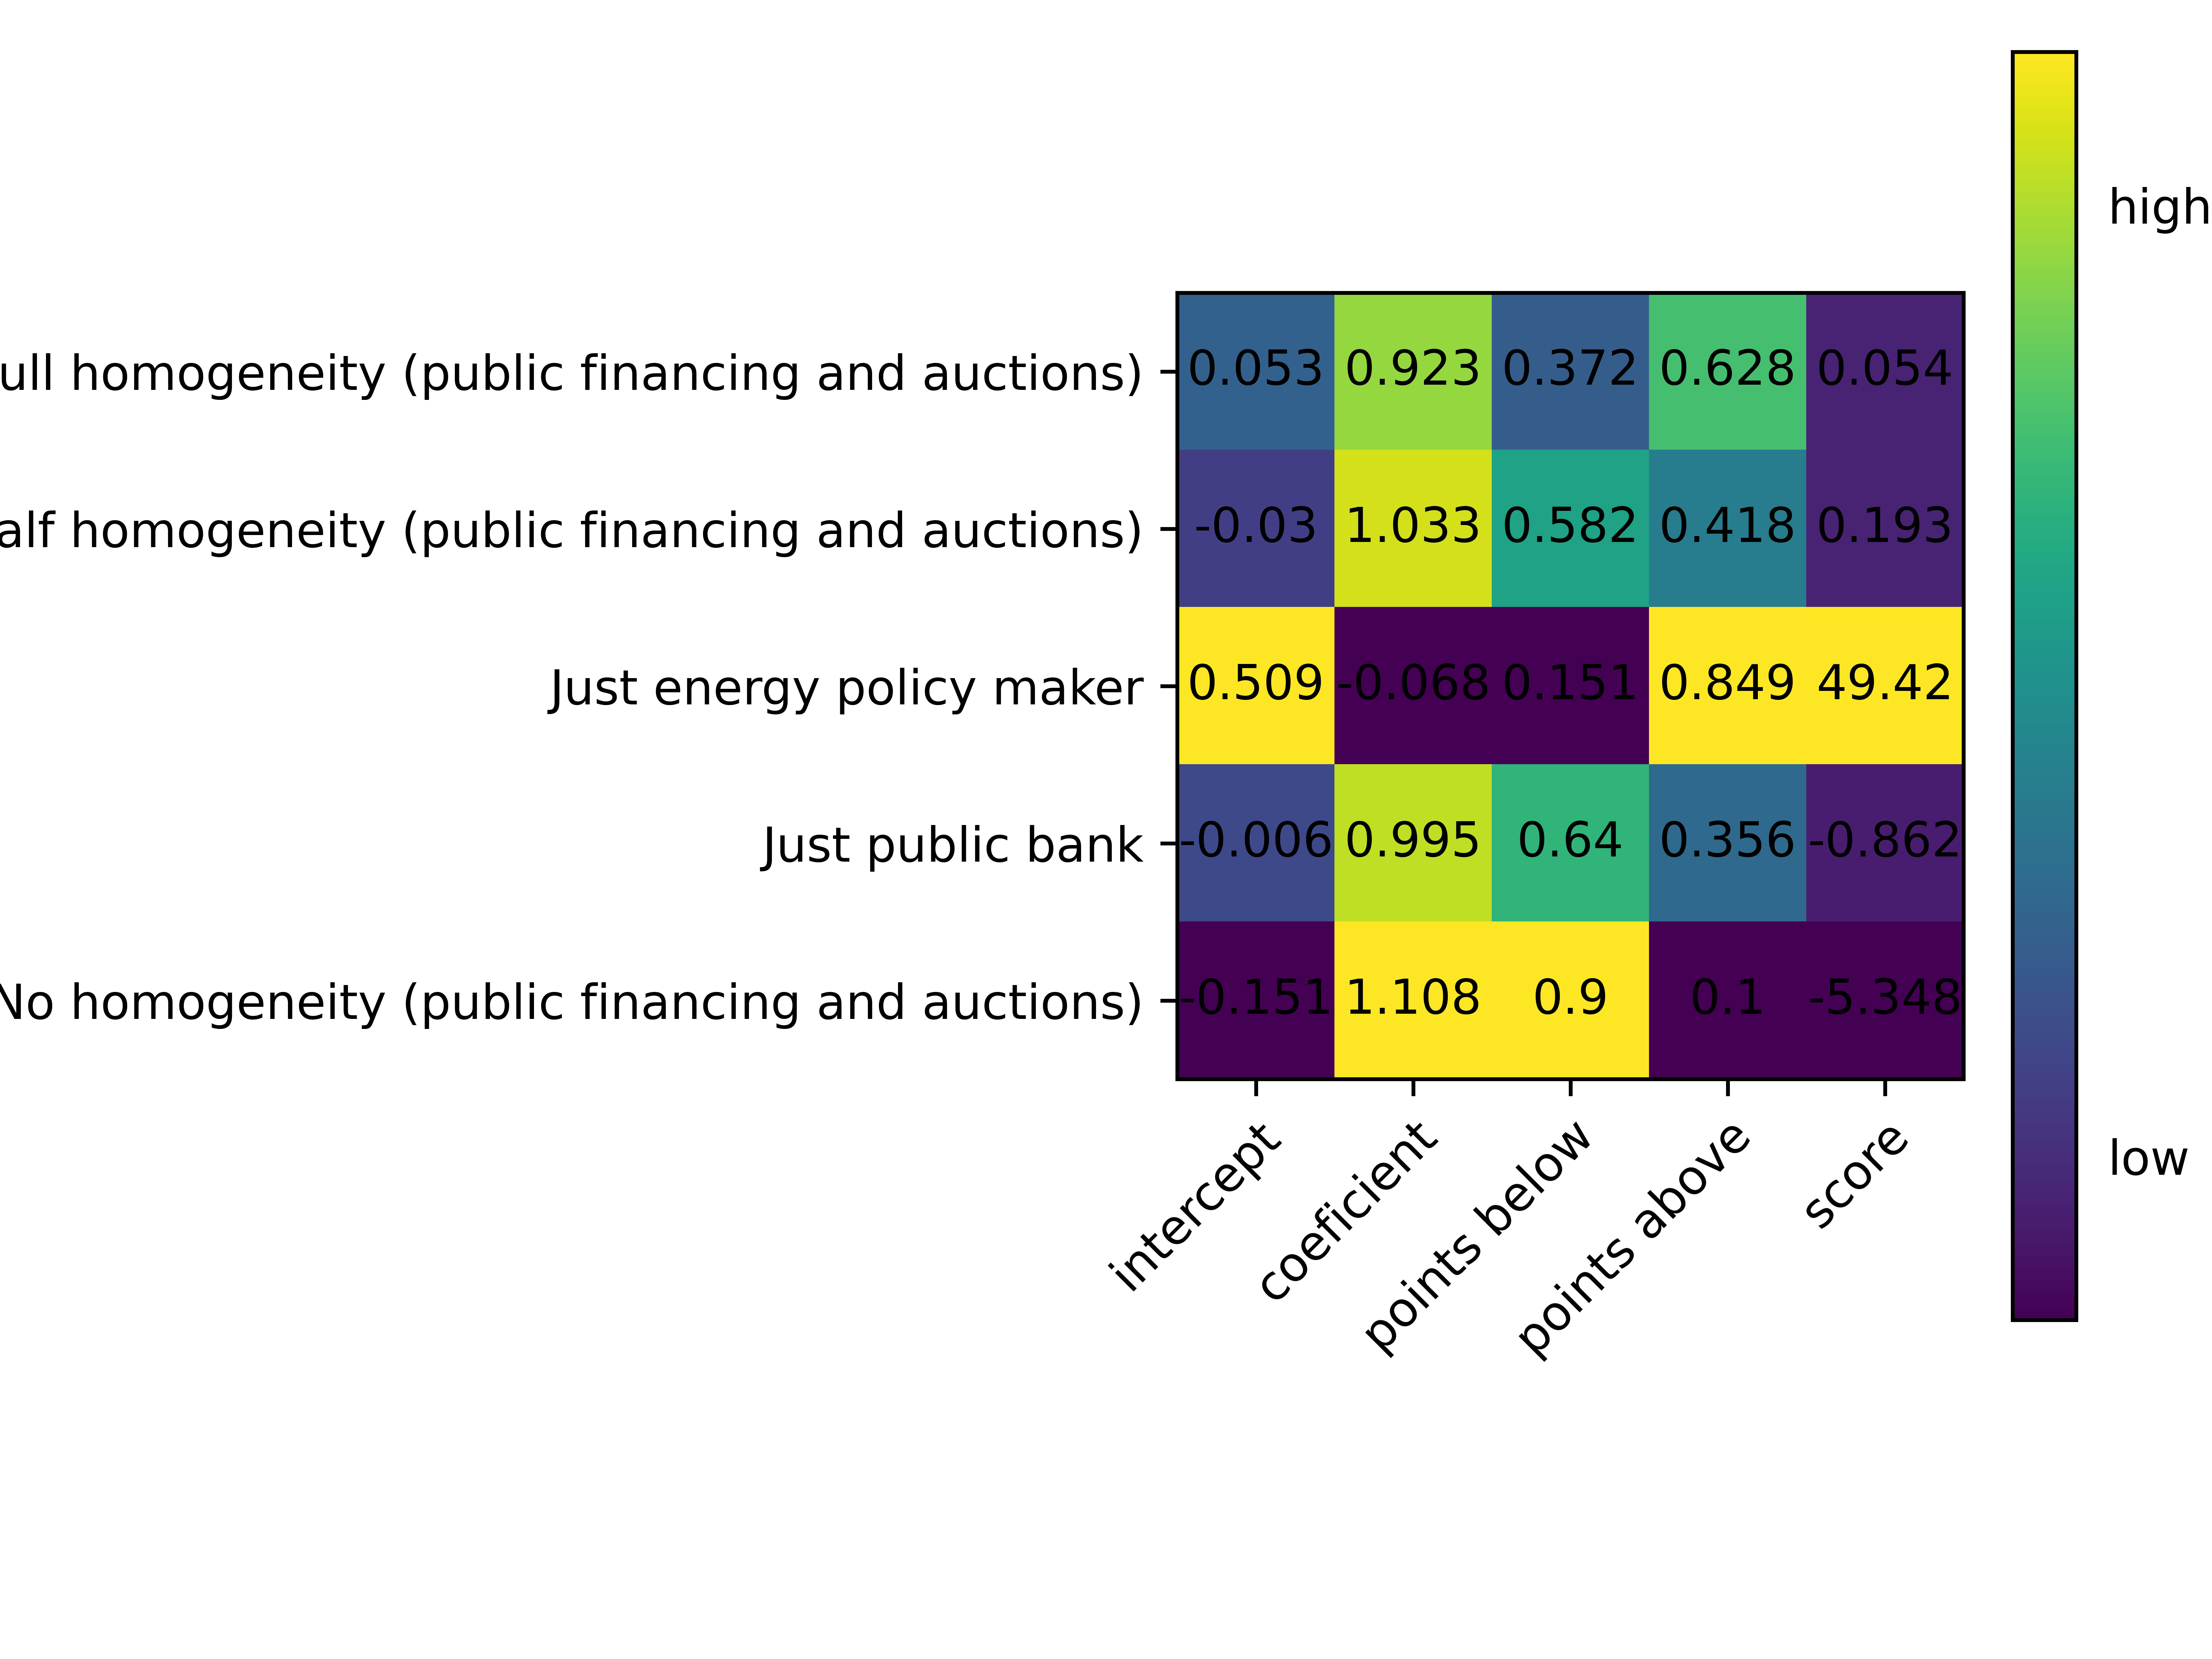 high
ull homogeneity (public financing and auctions) 0.053 0.923 0.372 0.628 0.054
alf homogeneity (public financing and auctions) -0.03 1.033 0.582 0.418 0.193
Just energy policy maker 0.509 -0.068 0.151 0.849 49.42
Just public bank -0.006 0.995 0.64 0.356 -0.862
No homogeneity (public financing and auctions) -0.151 1.108 0.9 0.1 -5.348
low
intercept coeficient points below points above score